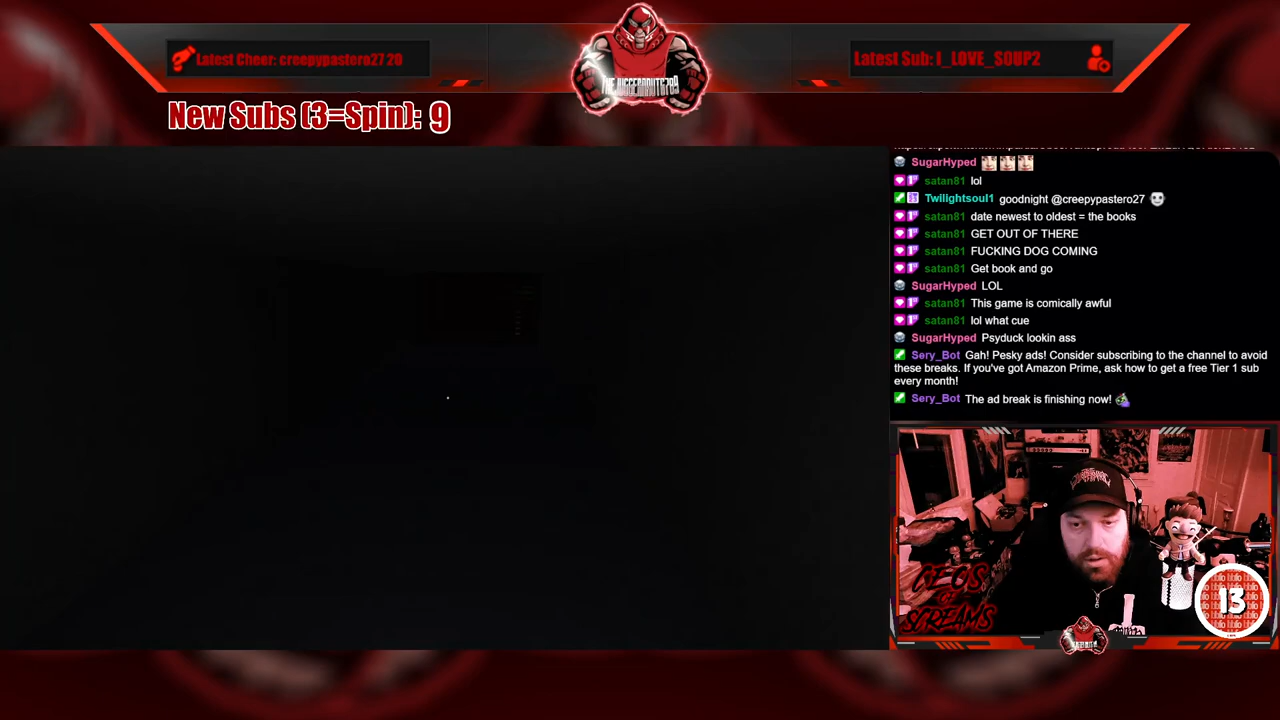 Latest Cheer: creepypastero27 20
THEJUGGERNAUT6789
Latest Sub: I_LOVE_SOUP2
New Subs (3=Spin): 9
SugarHyped
satan81 lol
Twilightsoul1 goodnight @creepypastero27
satan81 date newest to oldest = the books
satan81 GET OUT OF THERE
satan81 FUCKING DOG COMING
satan81 Get book and go
SugarHyped LOL
satan81 This game is comically awful
satan81 lol what cue
SugarHyped Psyduck lookin ass
Sery_Bot Gah! Pesky ads! Consider subscribing to the channel to avoid
these breaks. If you've got Amazon Prime, ask how to get a free Tier 1 sub
every month!
Sery_Bot The ad break is finishing now!
SCREAMS
13